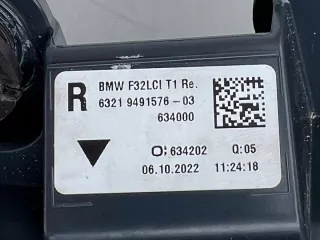 BMW F32LCI T1 Re.
R 6321 9491576-03
634000
O; 634202 Q:05
06.10.2022 11:24:18